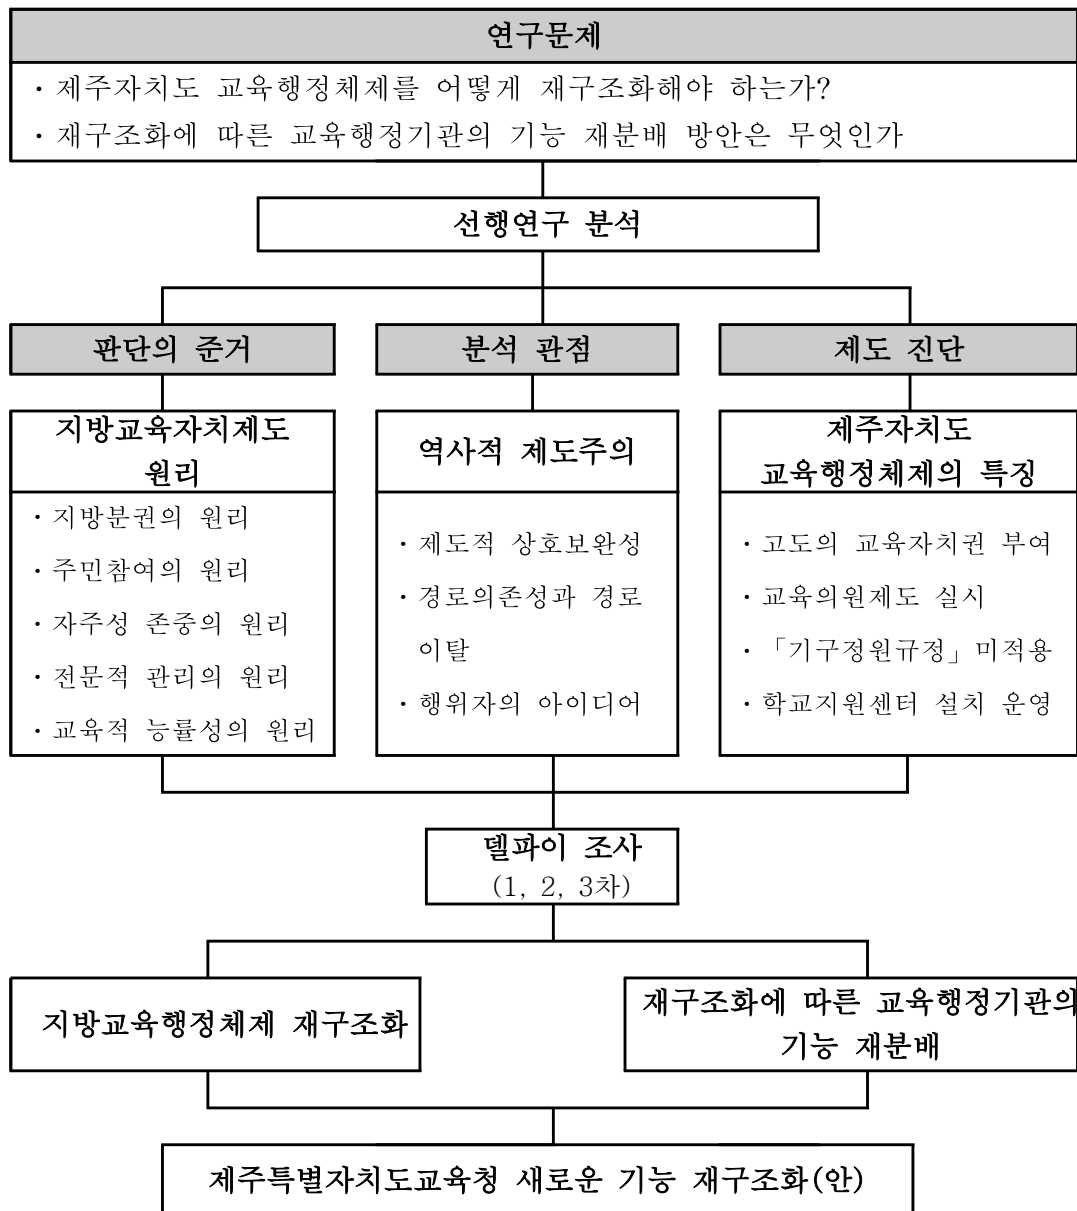 연구문제
· 제주자치도 교육행정체제를 어떻게 재구조화해야 하는가?
· 재구조화에 따른 교육행정기관의 기능 재분배 방안은 무엇인가
선행연구 분석
판단의 준거
지방교육자치제도
원리
· 지방분권의 원리
· 주민참여의 원리
· 자주성 존중의 원리
· 전문적 관리의 원리
· 교육적 능률성의 원리
분석 관점
역사적 제도주의
· 제도적 상호보완성
· 경로의존성과 경로
이탈
· 행위자의 아이디어
제도 진단
제주자치도
교육행정체제의 특징
· 고도의 교육자치권 부여
· 교육의원제도 실시
· 「기구정원규정」미적용
· 학교지원센터 설치 운영
델파이 조사
(1, 2, 3차)
지방교육행정체제 재구조화
재구조화에 따른 교육행정기관의
기능 재분배
제주특별자치도교육청 새로운 기능 재구조화(안)